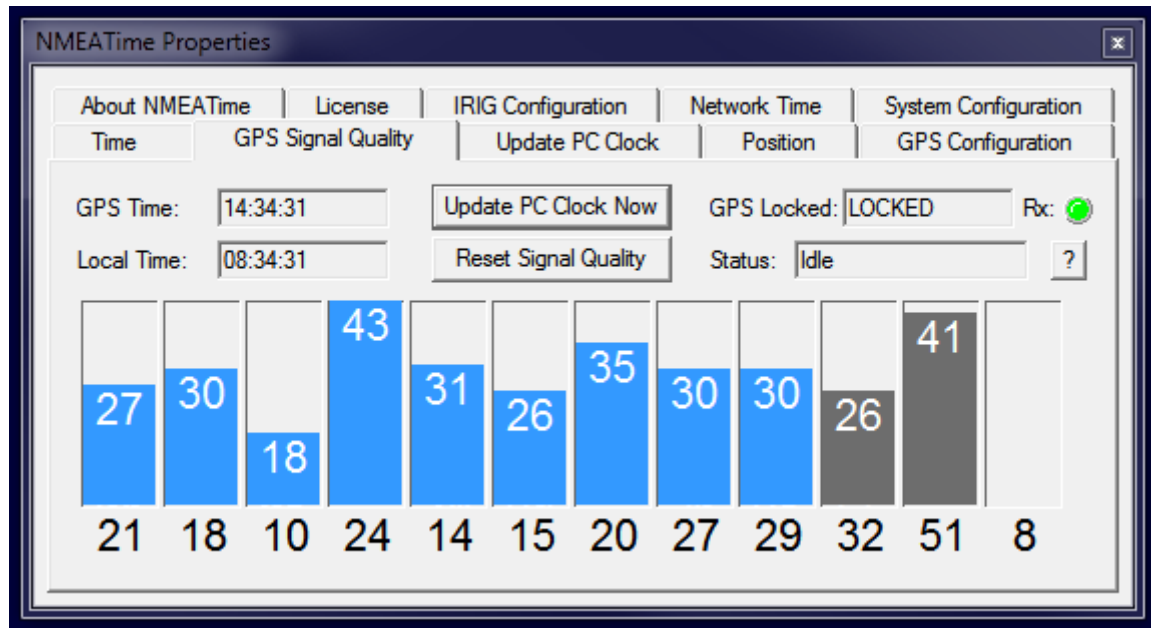 NMEATime Properties
About NMEATime License IRIG Configuration Network Time System Configuration
Time GPS Signal Quality Update PC Clock Position GPS Configuration
GPS Time: 14:34:31 Update PC Clock Now GPS Locked: LOCKED Rx:
Local Time: 08:34:31 Reset Signal Quality Status: Idle ?
27 30 18 43 31 26 35 30 30 26 41
21 18 10 24 14 15 20 27 29 32 51 8